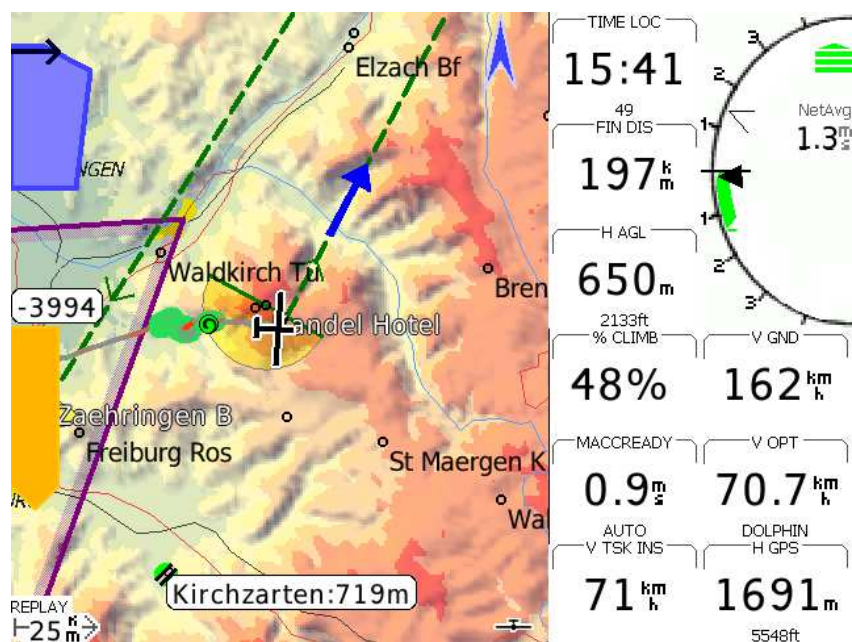 Elzach Bf
NGEN
Waldkirch Tu
-3994
andel Hotel
Bren
Zaehringen B
Freiburg Ros
St Maergen K
Wal
Kirchzarten:719m
REPLAY
25 km
TIME LOC
15:41
49
FIN DIS
197 km
H AGL
650 m
2133ft
% CLIMB
48%
V GND
162 km/h
MACCREADY
0.9 m/s
AUTO
V OPT
70.7 km/h
DOLPHIN
V TSK INS
71 km/h
H GPS
1691 m
5548ft
3
2
1
NetAvg
1.3 m/s
1
2
3